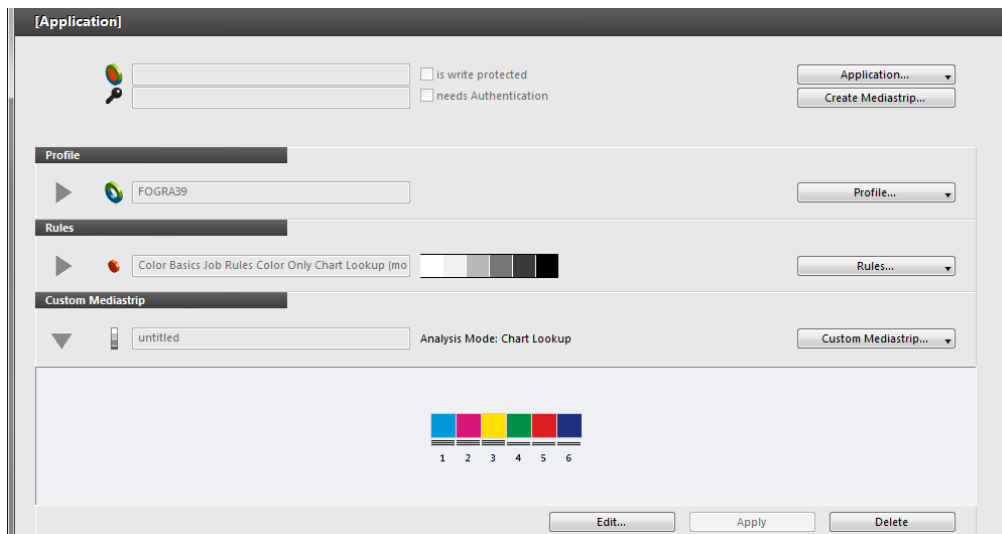 [Application]
is write protected
Application...
needs Authentication
Create Mediastrip...
Profile
FOGRA39
Profile...
Rules
Color Basics Job Rules Color Only Chart Lookup (mo
Rules...
Custom Mediastrip
untitled
Analysis Mode: Chart Lookup
Custom Mediastrip...
1 2 3 4 5 6
Edit...
Apply
Delete